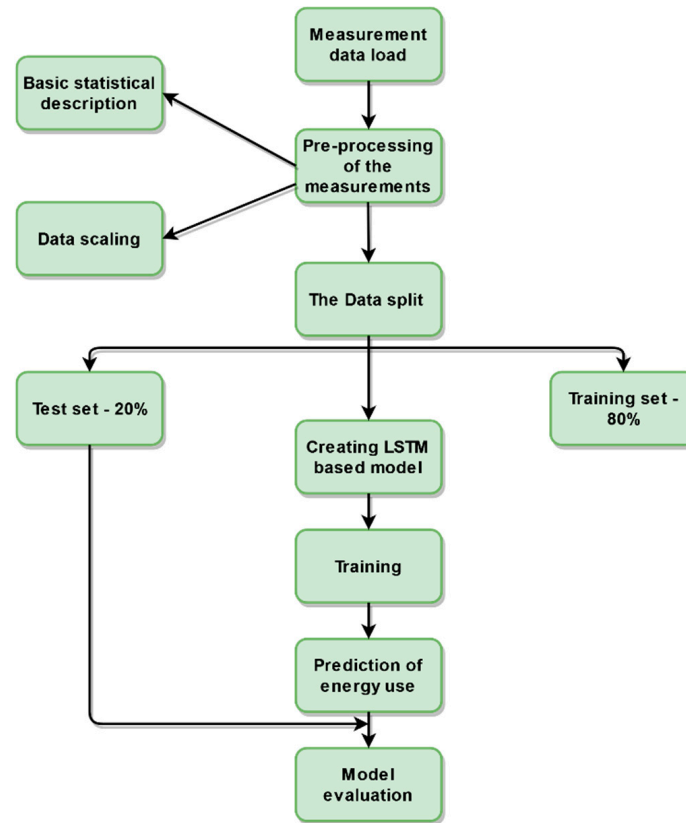 Measurement
data load
Basic statistical
description
Pre-processing
of the
measurements
Data scaling
The Data split
Test set - 20%
Training set -
80%
Creating LSTM
based model
Training
Prediction of
energy use
Model
evaluation